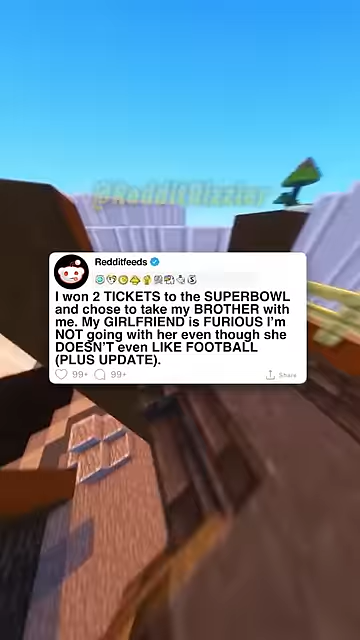 @RedditRizzler
Redditfeeds
I won 2 TICKETS to the SUPERBOWL
and chose to take my BROTHER with
me. My GIRLFRIEND is FURIOUS I'm
NOT going with her even though she
DOESN'T even LIKE FOOTBALL
(PLUS UPDATE).
99+ 99+ Share